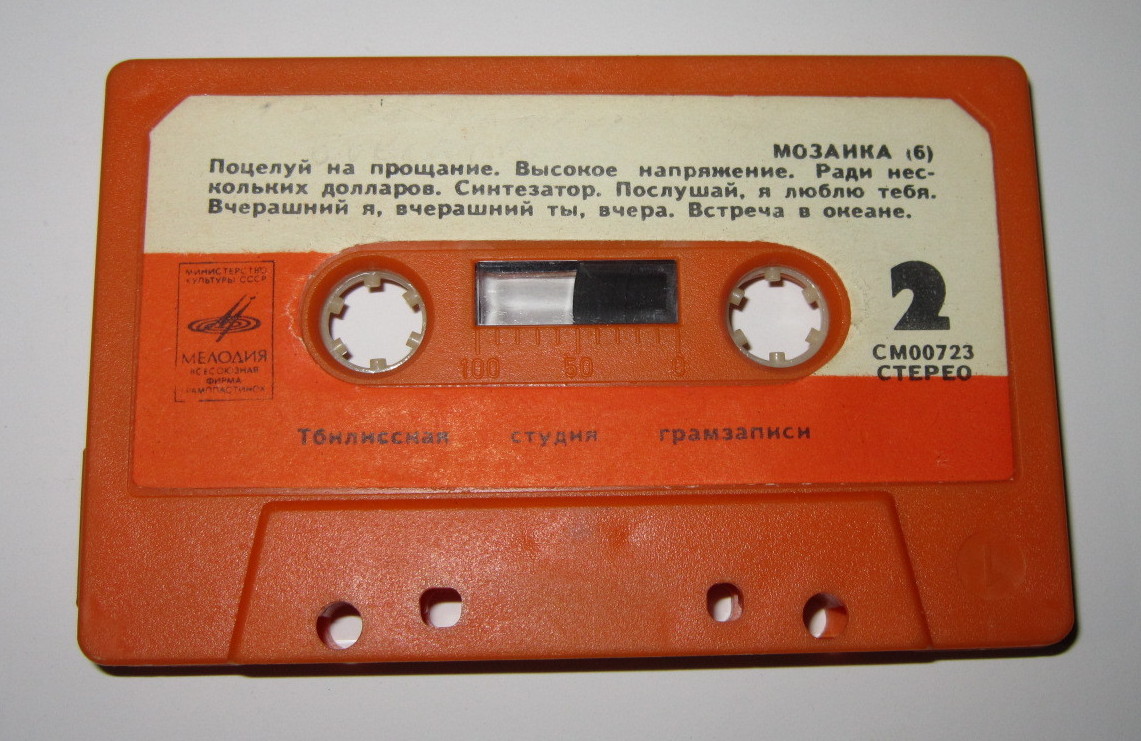 МОЗАИКА (6)
Поцелуй на прощание. Высокое напряжение. Ради нес-
кольких долларов. Синтезатор. Послушай, я люблю тебя.
Вчерашний я, вчерашний ты, вчера. Встреча в океане.
МИНИСТЕРСТВО
КУЛЬТУРЫ СССР
МЕЛОДИЯ
ВСЕСОЮЗНАЯ
ФИРМА
ГРАМПЛАСТИНОК
2
СМ00723
СТЕРЕО
100 50 0
Тбилисская студия грамзаписи